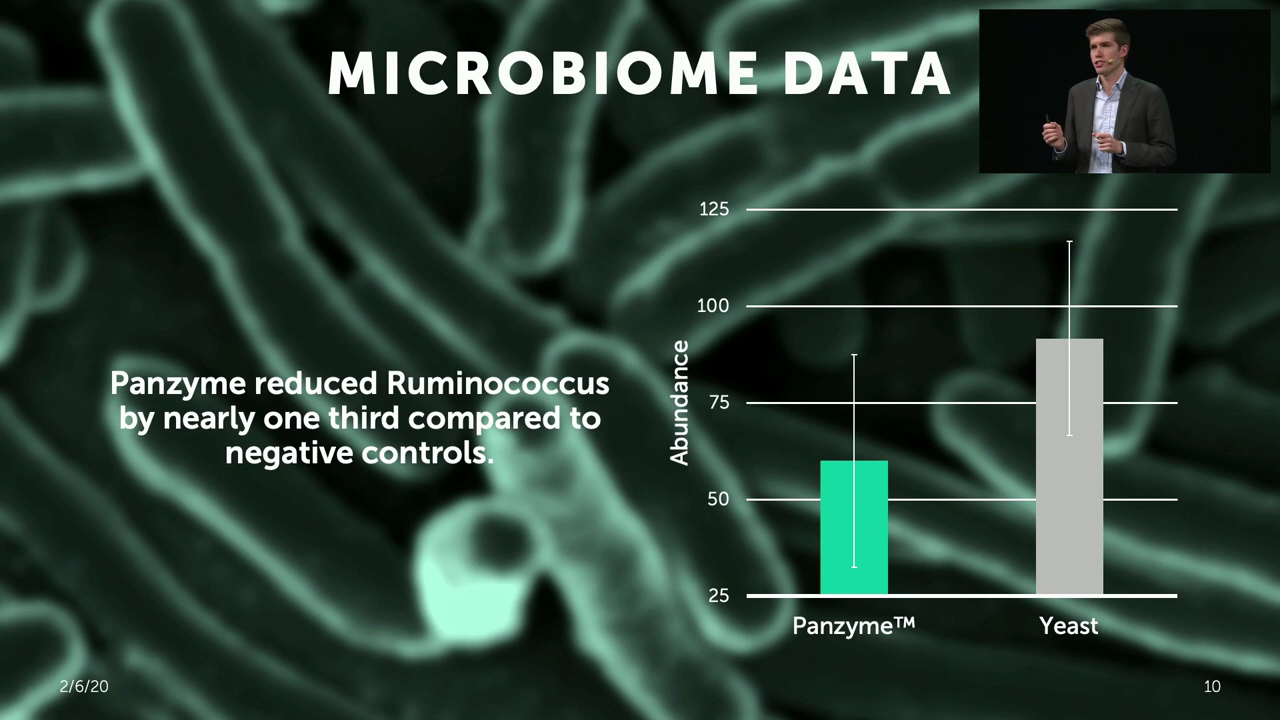 MICROBIOME DATA
Panzyme reduced Ruminococcus
by nearly one third compared to
negative controls.
Abundance
125
100
75
50
25
Panzyme™
Yeast
2/6/20
10